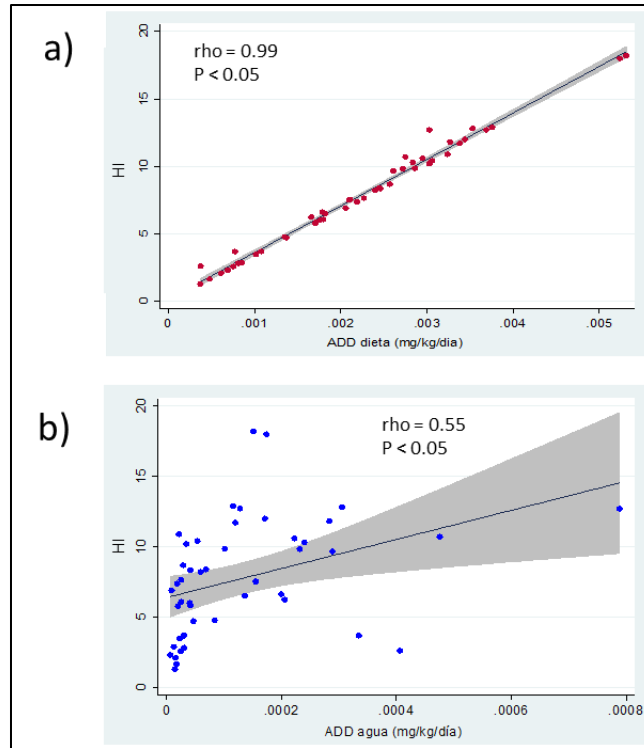 a)
rho = 0.99
P < 0.05
HI
20
15
10
5
0
0 .001 .002 .003 .004 .005
ADD dieta (mg/kg/dia)
b)
rho = 0.55
P < 0.05
HI
20
15
10
5
0
0 .0002 .0004 .0006 .0008
ADD agua (mg/kg/día)